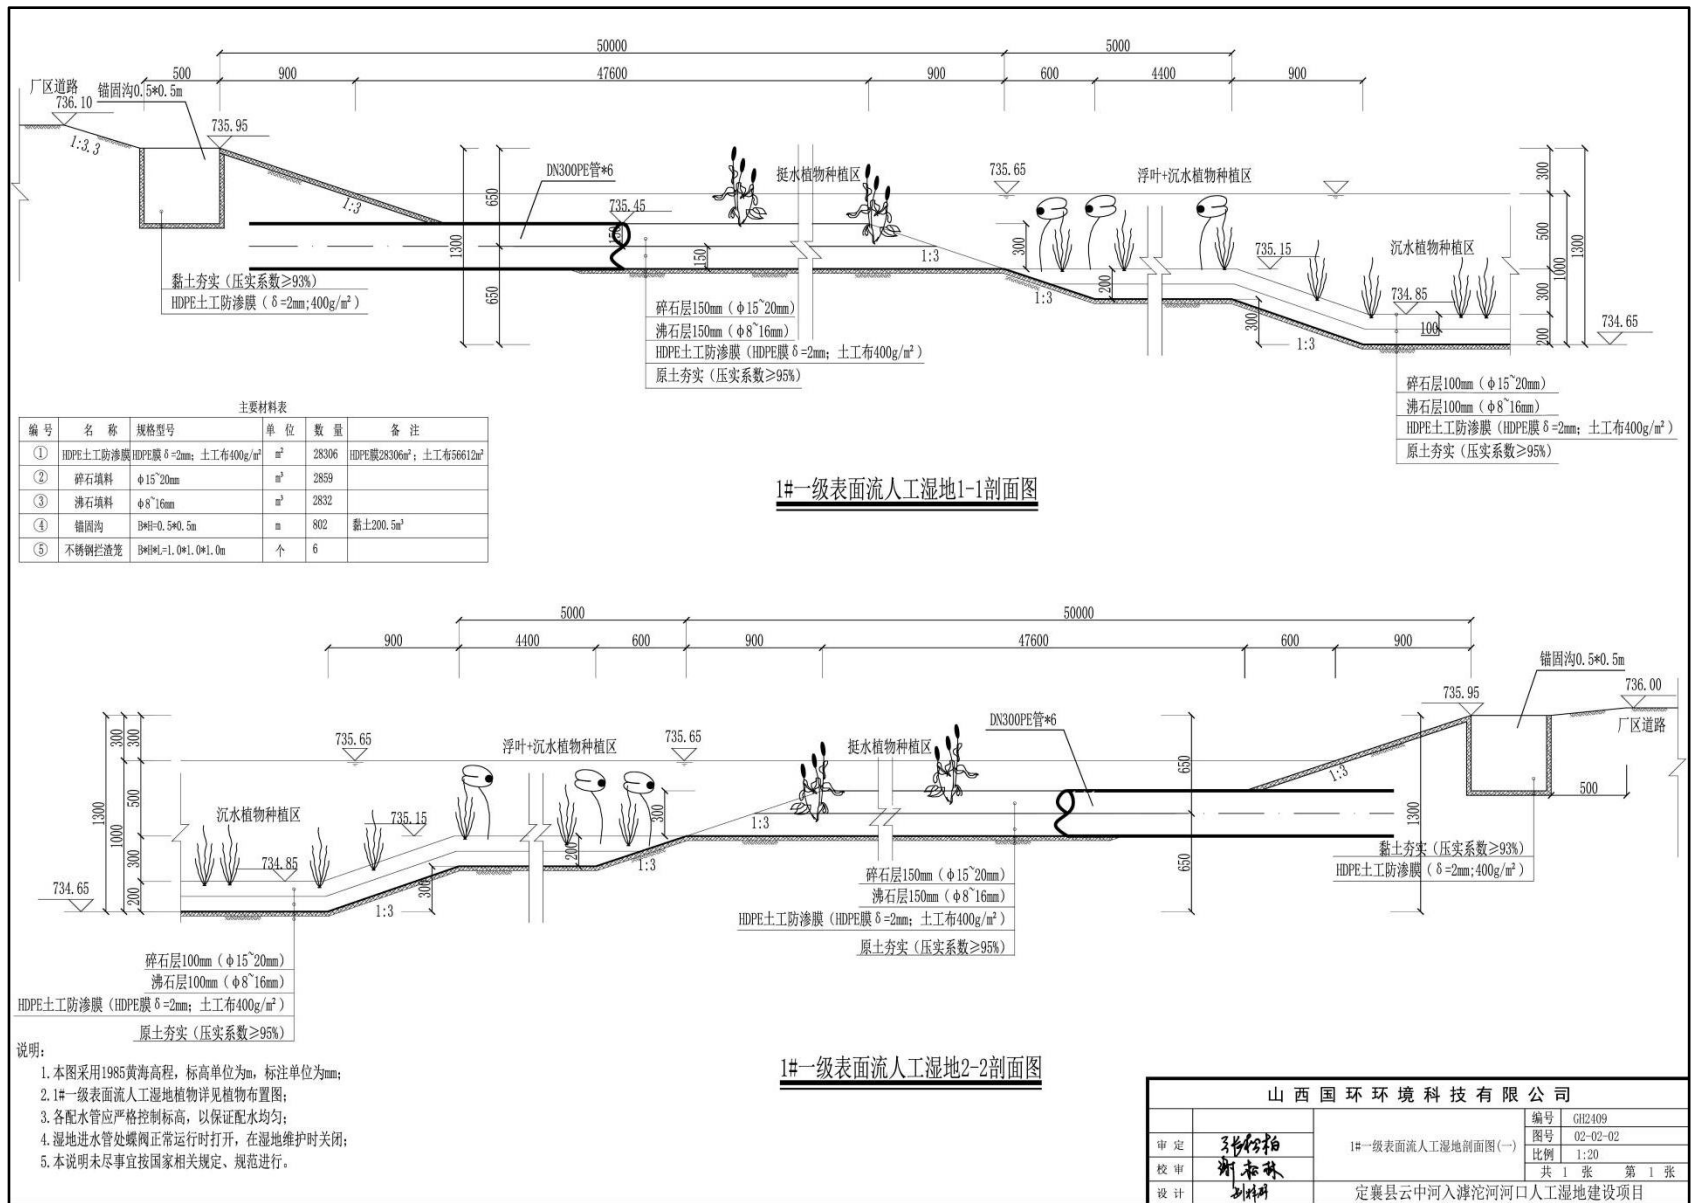 50000
5000
500
900
47600
900
600
4400
900
厂区道路
736.10
锚固沟0.5*0.5m
1:3.3
735.95
DN300PE管*6
挺水植物种植区
735.65
浮叶+沉水植物种植区
300
650
1:3
735.45
150
1300
150
1:3
300
735.15
沉水植物种植区
500
1000
1300
650
1:3
200
300
734.85
100
300
200
734.65
1:3
黏土夯实(压实系数≥93%)
HDPE土工防渗膜(δ=2mm;400g/m²)
碎石层150mm(φ15~20mm)
沸石层150mm(φ8~16mm)
HDPE土工防渗膜(HDPE膜δ=2mm;土工布400g/m²)
原土夯实(压实系数≥95%)
碎石层100mm(φ15~20mm)
沸石层100mm(φ8~16mm)
HDPE土工防渗膜(HDPE膜δ=2mm;土工布400g/m²)
原土夯实(压实系数≥95%)
主要材料表
编号 名称 规格型号 单位 数量 备注
① HDPE土工防渗膜 HDPE膜δ=2mm;土工布400g/m² m² 28306 HDPE膜28306m²;土工布56612m²
② 碎石填料 φ15~20mm m³ 2859
③ 沸石填料 φ8~16mm m³ 2832
④ 锚固沟 B*H=0.5*0.5m m 802 黏土200.5m³
⑤ 不锈钢拦渣笼 B*H*L=1.0*1.0*1.0m 个 6
1#一级表面流人工湿地1-1剖面图
5000
50000
900
4400
600
900
47600
600
900
锚固沟0.5*0.5m
735.95
736.00
厂区道路
300
300
735.65
浮叶+沉水植物种植区
735.65
挺水植物种植区
DN300PE管*6
650
1:3
500
1300
1000
500
沉水植物种植区
735.15
300
1:3
1300
200
1:3
300
734.85
300
650
734.65
200
1:3
黏土夯实(压实系数≥93%)
HDPE土工防渗膜(δ=2mm;400g/m²)
碎石层150mm(φ15~20mm)
沸石层150mm(φ8~16mm)
HDPE土工防渗膜(HDPE膜δ=2mm;土工布400g/m²)
原土夯实(压实系数≥95%)
碎石层100mm(φ15~20mm)
沸石层100mm(φ8~16mm)
HDPE土工防渗膜(HDPE膜δ=2mm;土工布400g/m²)
原土夯实(压实系数≥95%)
1#一级表面流人工湿地2-2剖面图
说明:
1.本图采用1985黄海高程,标高单位为m,标注单位为mm;
2.1#一级表面流人工湿地植物详见植物布置图;
3.各配水管应严格控制标高,以保证配水均匀;
4.湿地进水管处蝶阀正常运行时打开,在湿地维护时关闭;
5.本说明未尽事宜按国家相关规定、规范进行。
山西国环环境科技有限公司
编号 GH2409
图号 02-02-02
比例 1:20
共 1 张 第 1 张
1#一级表面流人工湿地剖面图(一)
审定
校审
设计
定襄县云中河入滹沱河河口人工湿地建设项目